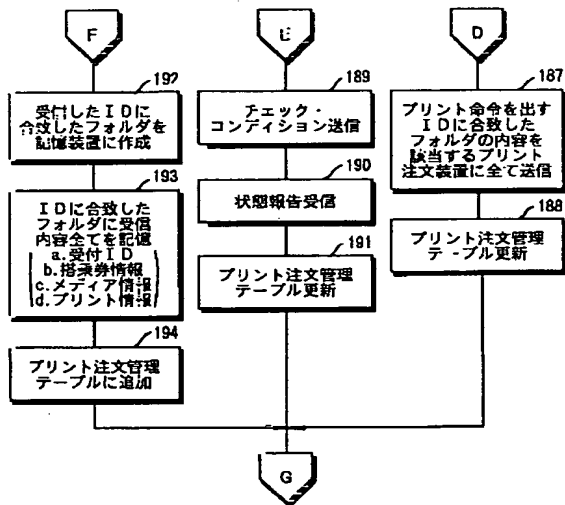 F
192
受付したIDに
合致したフォルダを
記憶装置に作成
193
IDに合致した
フォルダに受信
内容全てを記憶
a.受付ID
b.搭乗券情報
c.メディア情報
d.プリント情報
194
プリント注文管理
テーブルに追加
E
189
チェック・
コンディション送信
190
状態報告受信
191
プリント注文管理
テーブル更新
D
187
プリント命令を出す
IDに合致した
フォルダの内容を
該当するプリント
注文装置に全て送信
188
プリント注文管理
テーブル更新
G